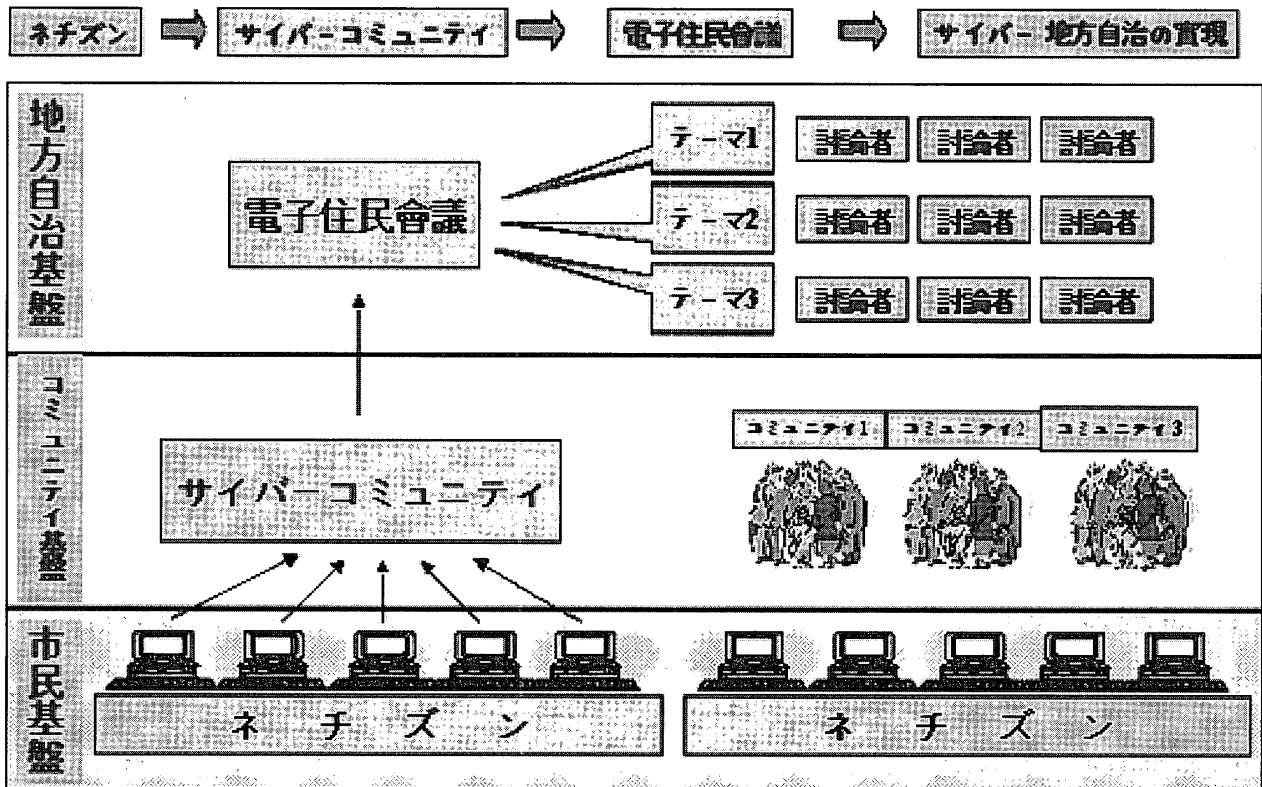 ネチズン
サイバーコミュニティ
電子住民會議
サイバー 地方自治の實現
地方自治基盤
電子住民會議
テーマ1
討論者 討論者 討論者
テーマ2
討論者 討論者 討論者
テーマ3
討論者 討論者 討論者
コミュニティ基盤
サイバーコミュニティ
コミュニティ1
コミュニティ2
コミュニティ3
市民基盤
ネチズン
ネチズン